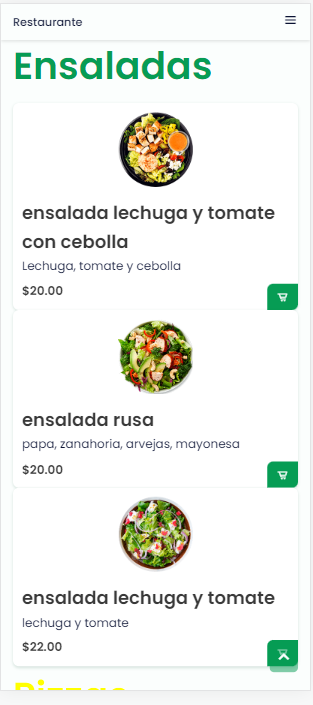 Restaurante
Ensaladas
ensalada lechuga y tomate
con cebolla
Lechuga, tomate y cebolla
$20.00
ensalada rusa
papa, zanahoria, arvejas, mayonesa
$20.00
ensalada lechuga y tomate
lechuga y tomate
$22.00